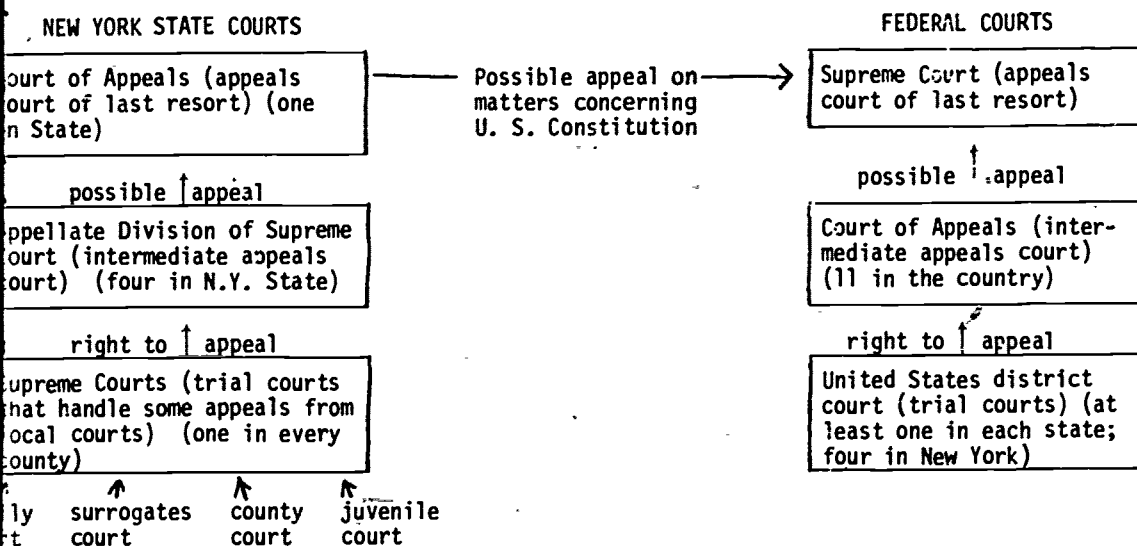 NEW YORK STATE COURTS
ourt of Appeals (appeals
ourt of last resort) (one
n State)
possible appeal
ppellate Division of Supreme
ourt (intermediate appeals
ourt) (four in N.Y. State)
right to appeal
upreme Courts (trial courts
hat handle some appeals from
ocal courts) (one in every
ounty)
ly surrogates county juvenile
t court court court
Possible appeal on
matters concerning
U. S. Constitution
FEDERAL COURTS
Supreme Court (appeals
court of last resort)
possible appeal
Court of Appeals (inter-
mediate appeals court)
(11 in the country)
right to appeal
United States district
court (trial courts) (at
least one in each state;
four in New York)